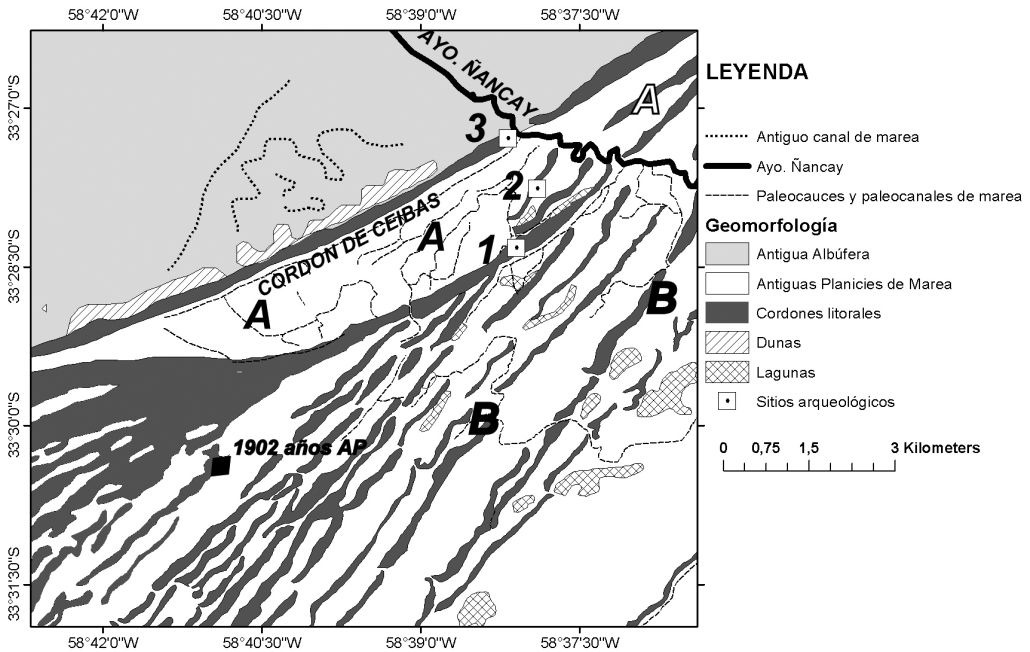 58°42'0"W 58°40'30"W 58°39'0"W 58°37'30"W
33°27'0"S
33°28'30"S
33°30'0"S
33°31'30"S
AYO. ÑANCAY
A
3
2
CORDON DE CEIBAS
A
1
A
B
B
1902 años AP
58°42'0"W 58°40'30"W 58°39'0"W 58°37'30"W
LEYENDA
Antiguo canal de marea
Ayo. Ñancay
Paleocauces y paleocanales de marea
Geomorfología
Antigua Albúfera
Antiguas Planicies de Marea
Cordones litorales
Dunas
Lagunas
Sitios arqueológicos
0 0,75 1,5 3 Kilometers